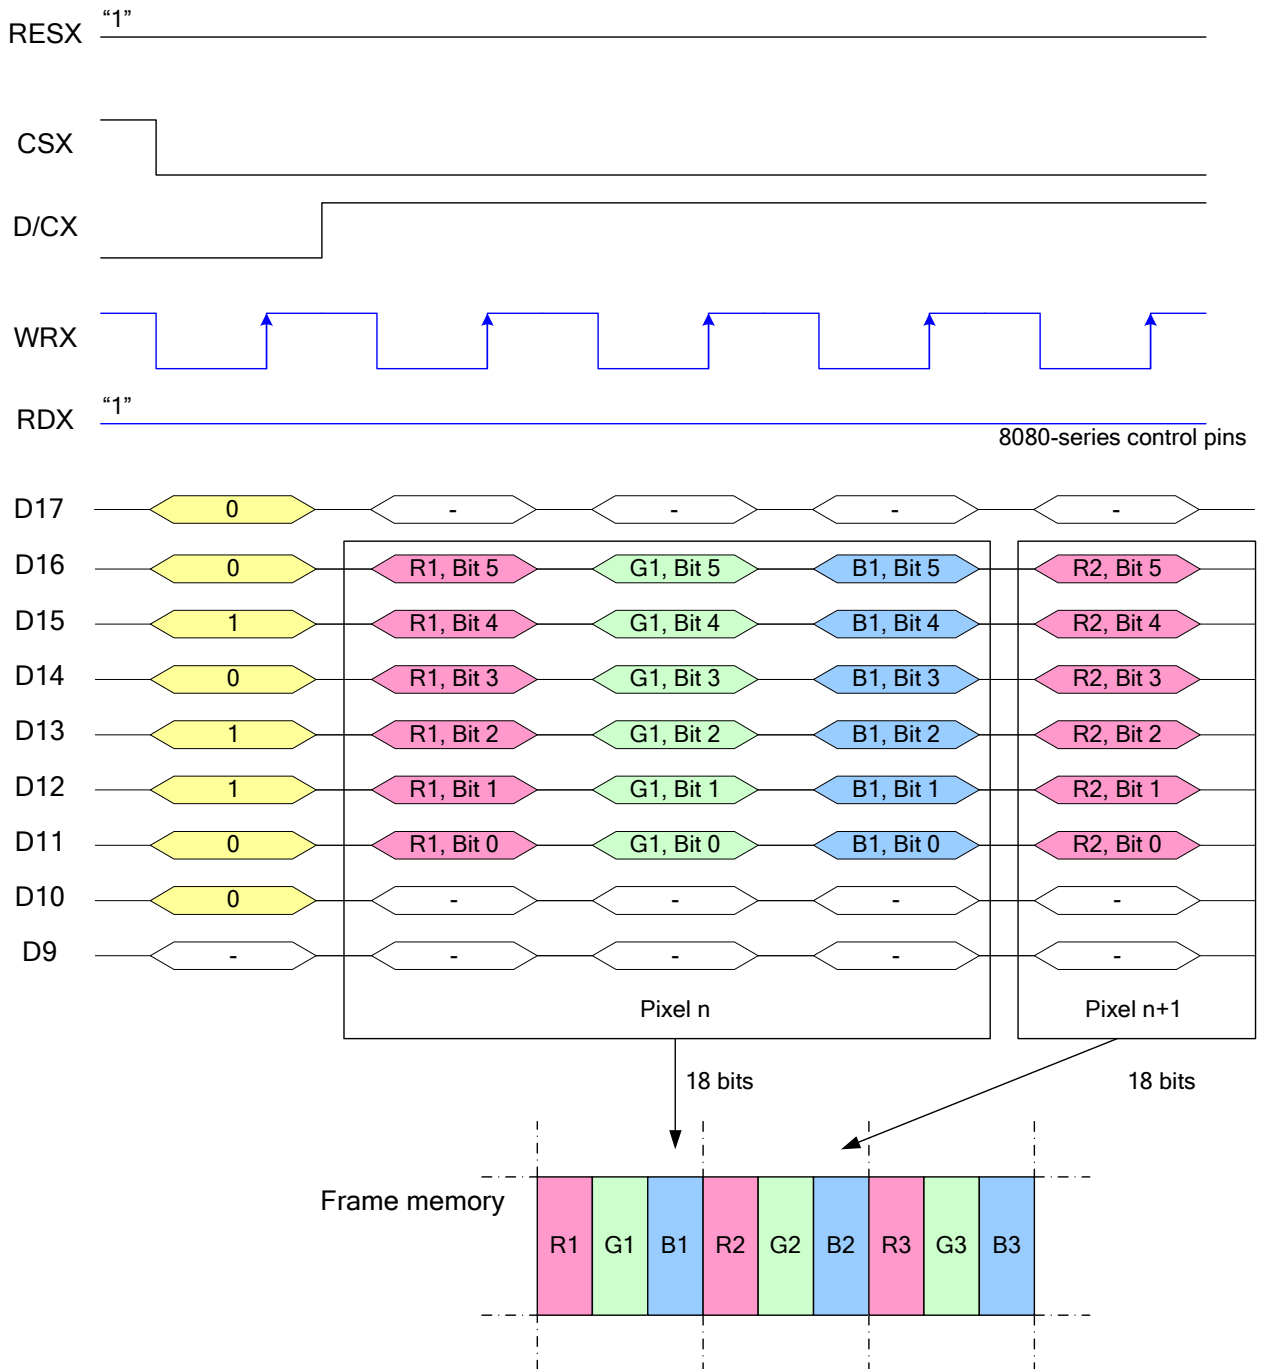 RESX “1”
CSX
D/CX
WRX
RDX “1”
8080-series control pins
D17 0 - - - -
D16 0 R1, Bit 5 G1, Bit 5 B1, Bit 5 R2, Bit 5
D15 1 R1, Bit 4 G1, Bit 4 B1, Bit 4 R2, Bit 4
D14 0 R1, Bit 3 G1, Bit 3 B1, Bit 3 R2, Bit 3
D13 1 R1, Bit 2 G1, Bit 2 B1, Bit 2 R2, Bit 2
D12 1 R1, Bit 1 G1, Bit 1 B1, Bit 1 R2, Bit 1
D11 0 R1, Bit 0 G1, Bit 0 B1, Bit 0 R2, Bit 0
D10 0 - - - -
D9 - - - - -
Pixel n Pixel n+1
18 bits 18 bits
Frame memory
R1 G1 B1 R2 G2 B2 R3 G3 B3